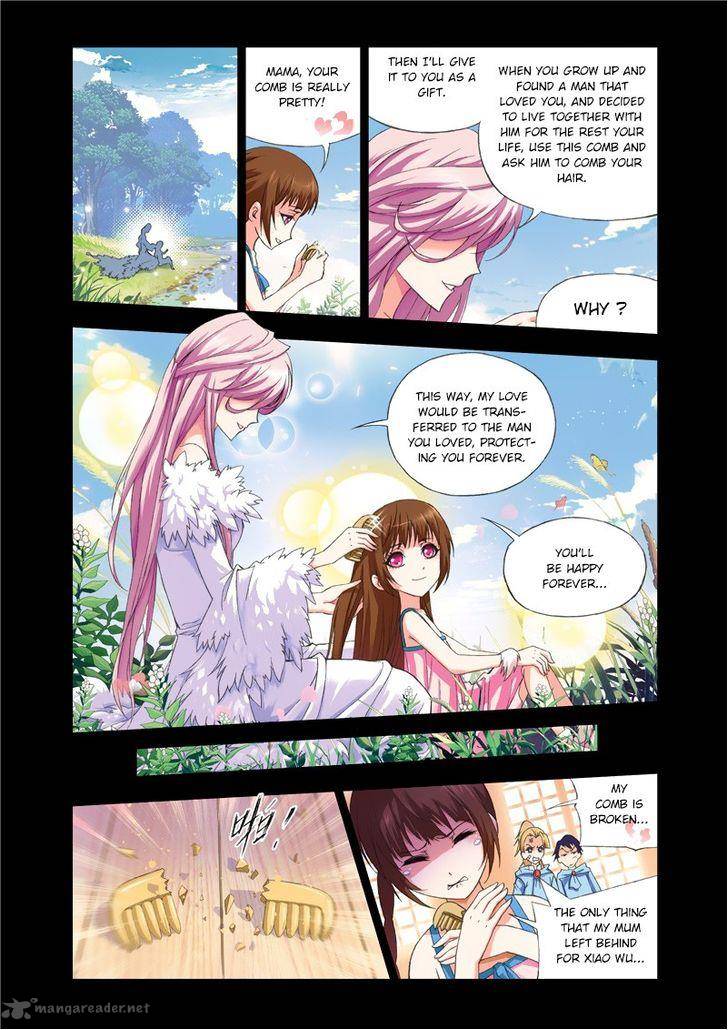 MAMA, YOUR
COMB IS REALLY
PRETTY!
THEN I'LL GIVE
IT TO YOU AS A
GIFT.
WHEN YOU GROW UP AND
FOUND A MAN THAT
LOVED YOU, AND DECIDED
TO LIVE TOGETHER WITH
HIM FOR THE REST YOUR
LIFE, USE THIS COMB AND
ASK HIM TO COMB YOUR
HAIR.
WHY ?
THIS WAY, MY LOVE
WOULD BE TRANS-
FERRED TO THE MAN
YOU LOVED, PROTECT-
ING YOU FOREVER.
YOU'LL
BE HAPPY
FOREVER...
啪!
MY
COMB IS
BROKEN...
THE ONLY THING
THAT MY MUM
LEFT BEHIND
FOR XIAO WU...
mangareader.net